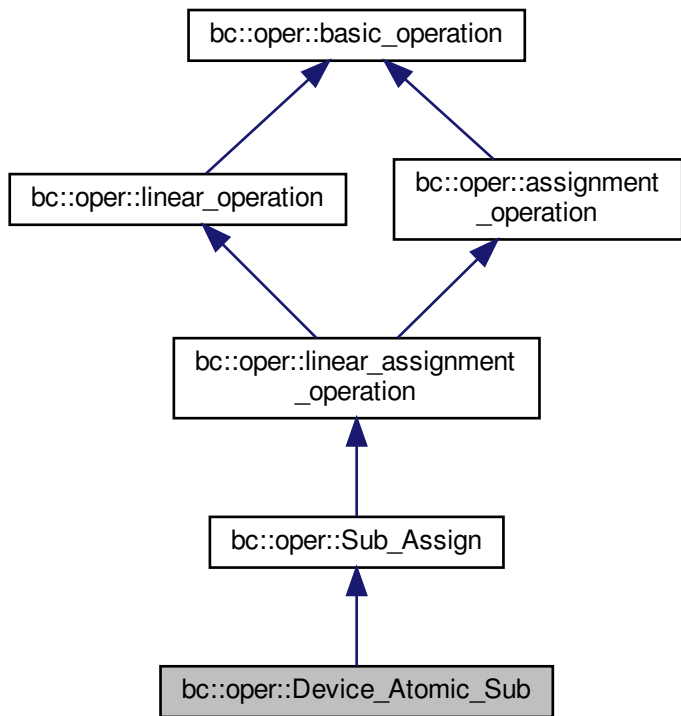 bc::oper::basic_operation
bc::oper::linear_operation
bc::oper::assignment
_operation
bc::oper::linear_assignment
_operation
bc::oper::Sub_Assign
bc::oper::Device_Atomic_Sub